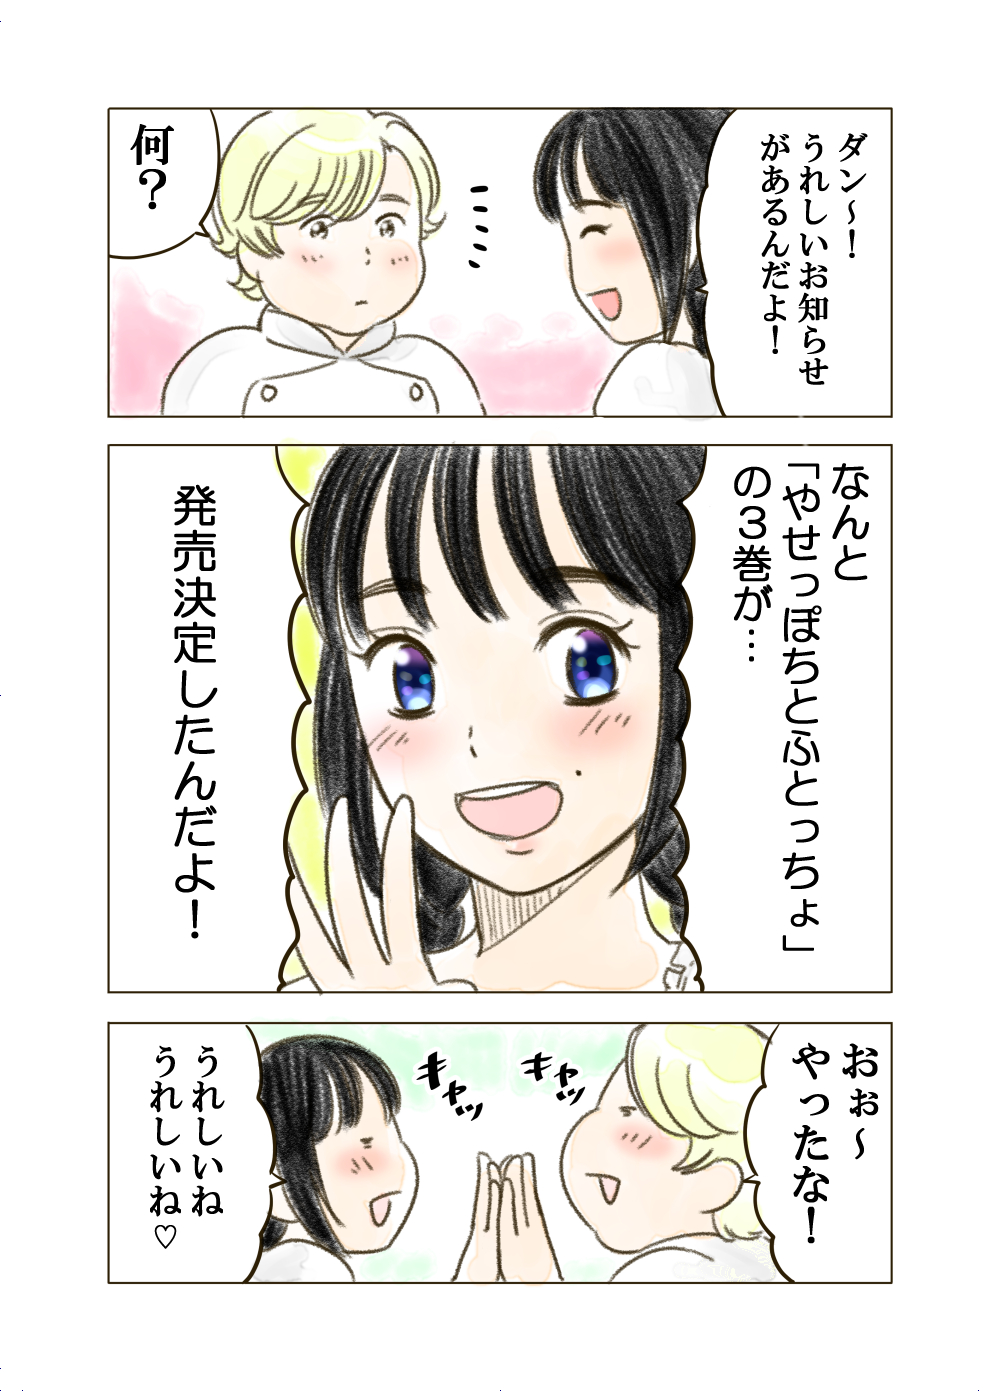 ダン〜！
うれしいお知らせ
があるんだよ！
何？
なんと
「やせっぽちとふとっちょ」
の３巻が…
発売決定したんだよ！
おぉ〜
やったな！
キャッ
キャッ
うれしいね
うれしいね♡